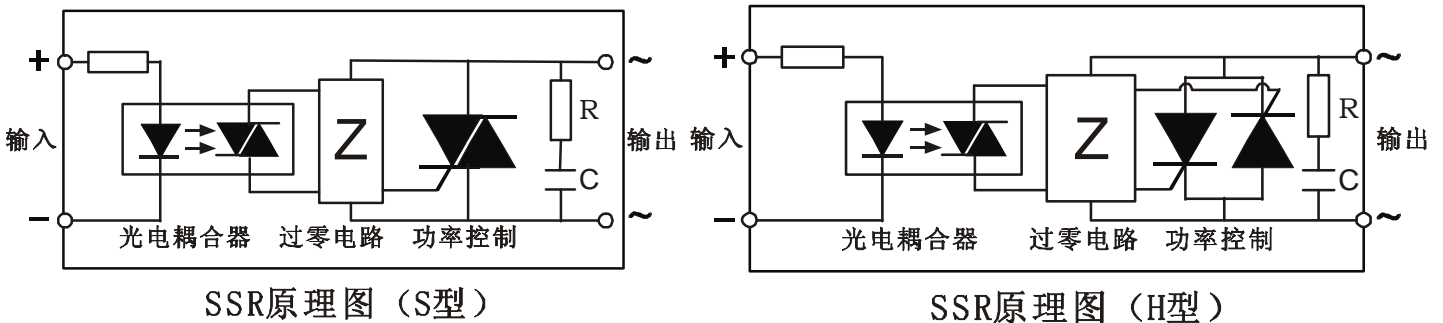 +
~
输入
Z
R
C
输出
-
~
光电耦合器 过零电路 功率控制
SSR原理图（S型）
+
~
输入
Z
R
C
输出
-
~
光电耦合器 过零电路 功率控制
SSR原理图（H型）